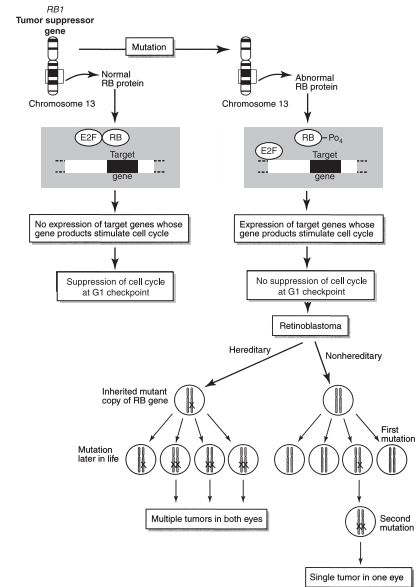 RB1
Tumor suppressor
gene
Mutation
Normal
RB protein
Abnormal
RB protein
Chromosome 13
Chromosome 13
E2F
RB
Target
gene
RB
Po4
E2F
Target
gene
No expression of target genes whose
gene products stimulate cell cycle
Expression of target genes whose
gene products stimulate cell cycle
Suppression of cell cycle
at G1 checkpoint
No suppression of cell cycle
at G1 checkpoint
Retinoblastoma
Hereditary
Nonhereditary
Inherited mutant
copy of RB gene
First
mutation
Mutation
later in life
Multiple tumors in both eyes
Second
mutation
Single tumor in one eye